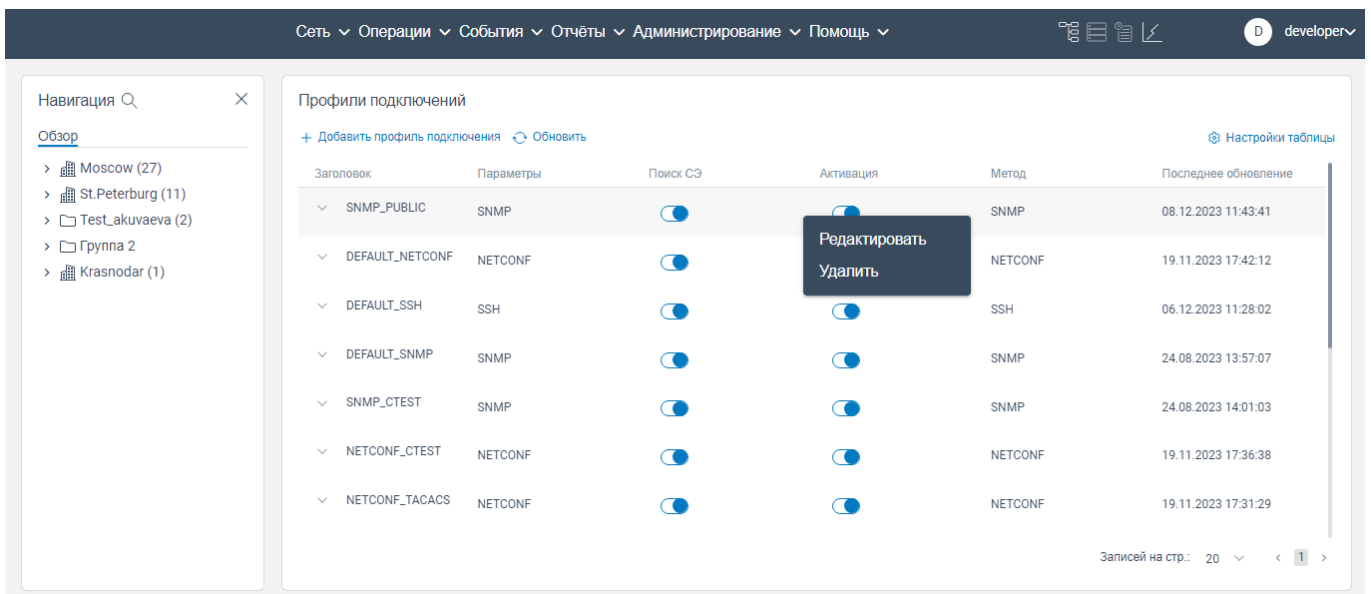 Сеть Операции События Отчёты Администрирование Помощь D developer
Навигация
Обзор
Moscow (27)
St.Peterburg (11)
Test_akuvaeva (2)
Группа 2
Krasnodar (1)
Профили подключений
+ Добавить профиль подключения Обновить Настройки таблицы
Заголовок Параметры Поиск СЭ Активация Метод Последнее обновление
SNMP_PUBLIC SNMP SNMP 08.12.2023 11:43:41
Редактировать
Удалить
DEFAULT_NETCONF NETCONF NETCONF 19.11.2023 17:42:12
DEFAULT_SSH SSH SSH 06.12.2023 11:28:02
DEFAULT_SNMP SNMP SNMP 24.08.2023 13:57:07
SNMP_CTEST SNMP SNMP 24.08.2023 14:01:03
NETCONF_CTEST NETCONF NETCONF 19.11.2023 17:36:38
NETCONF_TACACS NETCONF NETCONF 19.11.2023 17:31:29
Записей на стр.: 20 < 1 >